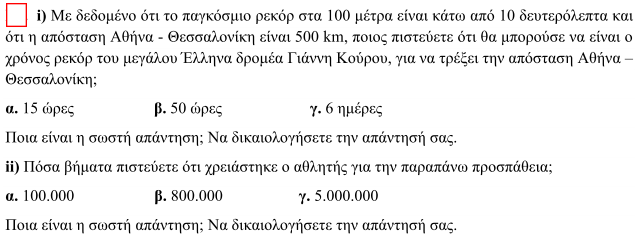 i) Με δεδομένο ότι το παγκόσμιο ρεκόρ στα 100 μέτρα είναι κάτω από 10 δευτερόλεπτα και
ότι η απόσταση Αθήνα - Θεσσαλονίκη είναι 500 km, ποιος πιστεύετε ότι θα μπορούσε να είναι ο
χρόνος ρεκόρ του μεγάλου Έλληνα δρομέα Γιάννη Κούρου, για να τρέξει την απόσταση Αθήνα –
Θεσσαλονίκη;
α. 15 ώρες β. 50 ώρες γ. 6 ημέρες
Ποια είναι η σωστή απάντηση; Να δικαιολογήσετε την απάντησή σας.
ii) Πόσα βήματα πιστεύετε ότι χρειάστηκε ο αθλητής για την παραπάνω προσπάθεια;
α. 100.000 β. 800.000 γ. 5.000.000
Ποια είναι η σωστή απάντηση; Να δικαιολογήσετε την απάντησή σας.